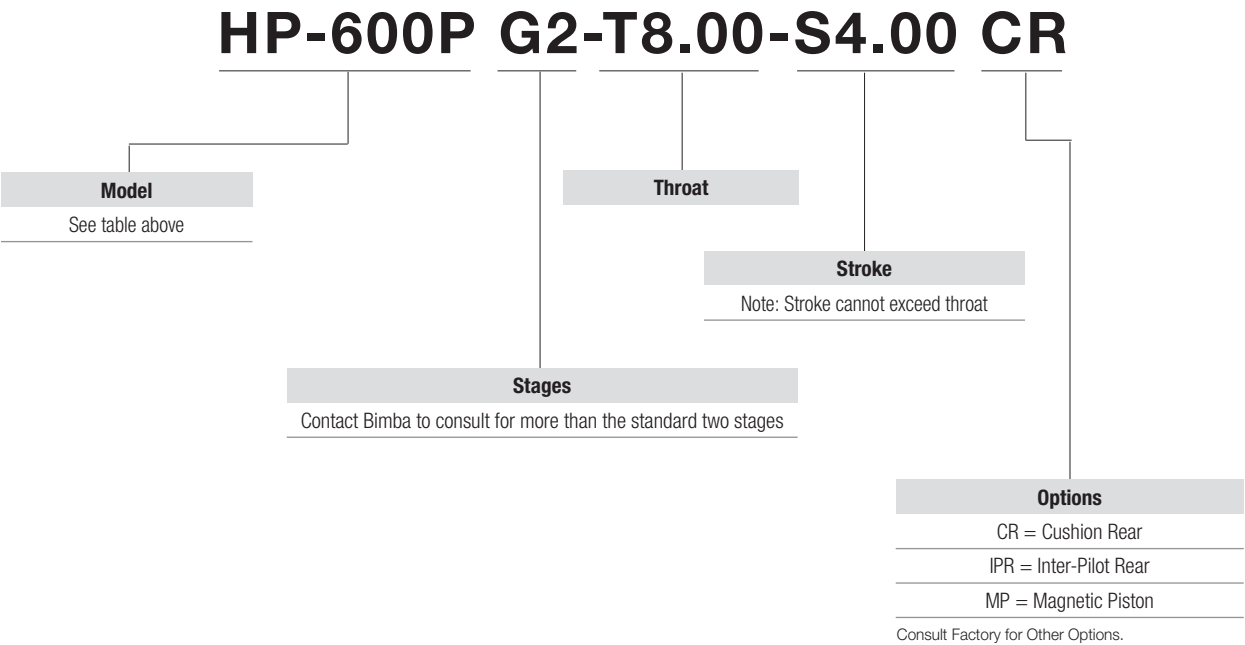 HP-600P G2-T8.00-S4.00 CR
Model
See table above
Throat
Stroke
Note: Stroke cannot exceed throat
Stages
Contact Bimba to consult for more than the standard two stages
Options
CR = Cushion Rear
IPR = Inter-Pilot Rear
MP = Magnetic Piston
Consult Factory for Other Options.